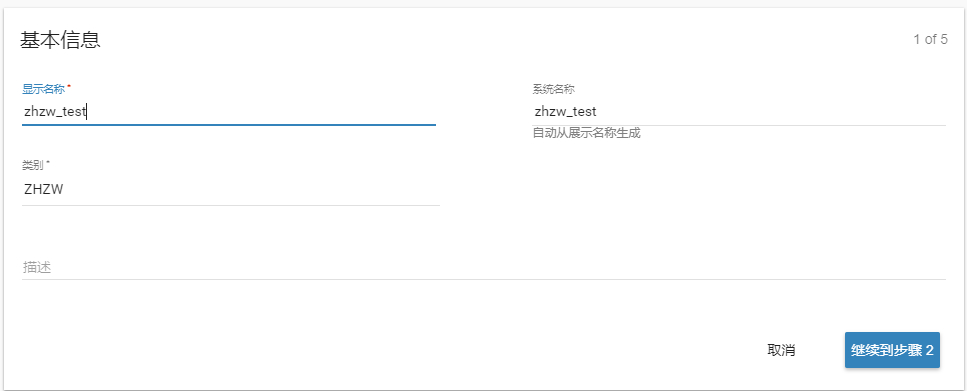 基本信息
1 of 5
显示名称 *
zhzw_test
系统名称
zhzw_test
自动从展示名称生成
类别 *
ZHZW
描述
取消
继续到步骤 2